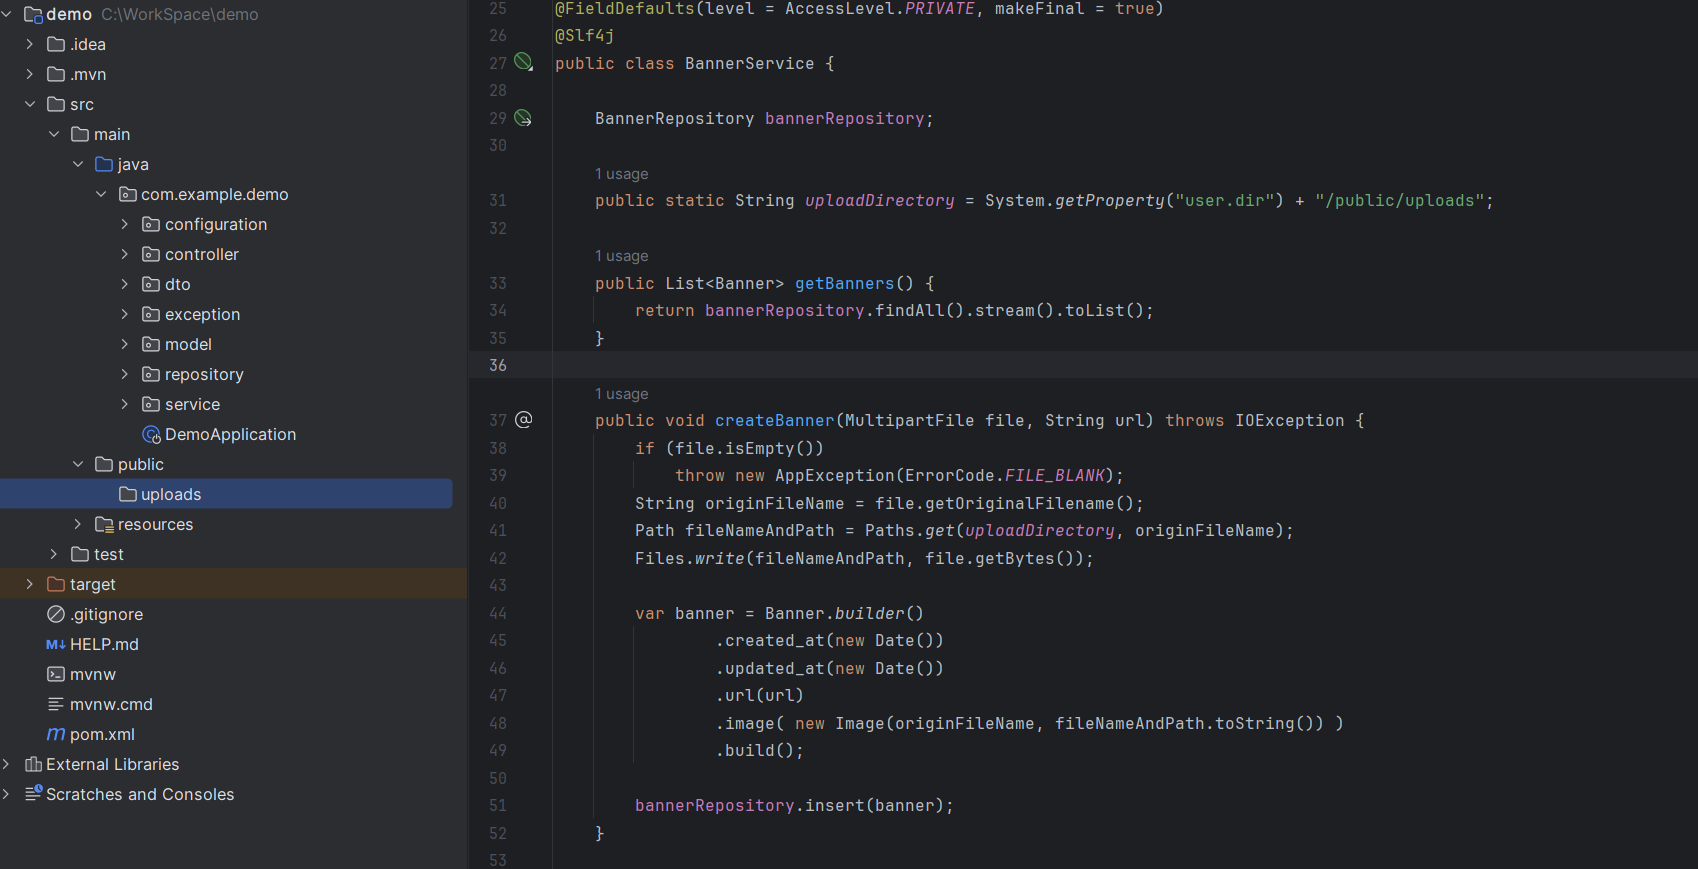 demo C:\WorkSpace\demo
.idea
.mvn
src
main
java
com.example.demo
configuration
controller
dto
exception
model
repository
service
DemoApplication
public
uploads
resources
test
target
.gitignore
HELP.md
mvnw
mvnw.cmd
pom.xml
External Libraries
Scratches and Consoles
25 @FieldDefaults(level = AccessLevel.PRIVATE, makeFinal = true)
26 @Slf4j
27 public class BannerService {
28
29 BannerRepository bannerRepository;
30
1 usage
31 public static String uploadDirectory = System.getProperty("user.dir") + "/public/uploads";
32
1 usage
33 public List<Banner> getBanners() {
34 return bannerRepository.findAll().stream().toList();
35 }
36
1 usage
37 public void createBanner(MultipartFile file, String url) throws IOException {
38 if (file.isEmpty())
39 throw new AppException(ErrorCode.FILE_BLANK);
40 String originFileName = file.getOriginalFilename();
41 Path fileNameAndPath = Paths.get(uploadDirectory, originFileName);
42 Files.write(fileNameAndPath, file.getBytes());
43
44 var banner = Banner.builder()
45 .created_at(new Date())
46 .updated_at(new Date())
47 .url(url)
48 .image( new Image(originFileName, fileNameAndPath.toString()) )
49 .build();
50
51 bannerRepository.insert(banner);
52 }
53